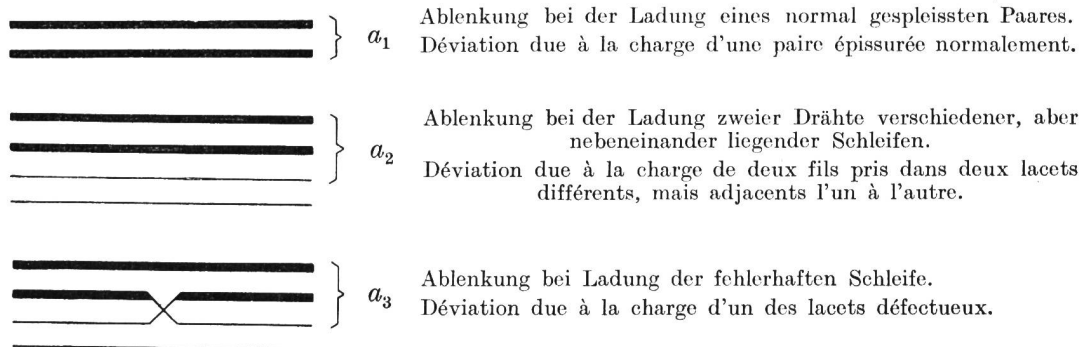 a₁ Ablenkung bei der Ladung eines normal gespleissten Paares.
Déviation due à la charge d'une paire épissurée normalement.
a₂ Ablenkung bei der Ladung zweier Drähte verschiedener, aber
nebeneinander liegender Schleifen.
Déviation due à la charge de deux fils pris dans deux lacets
différents, mais adjacents l'un à l'autre.
a₃ Ablenkung bei Ladung der fehlerhaften Schleife.
Déviation due à la charge d'un des lacets défectueux.